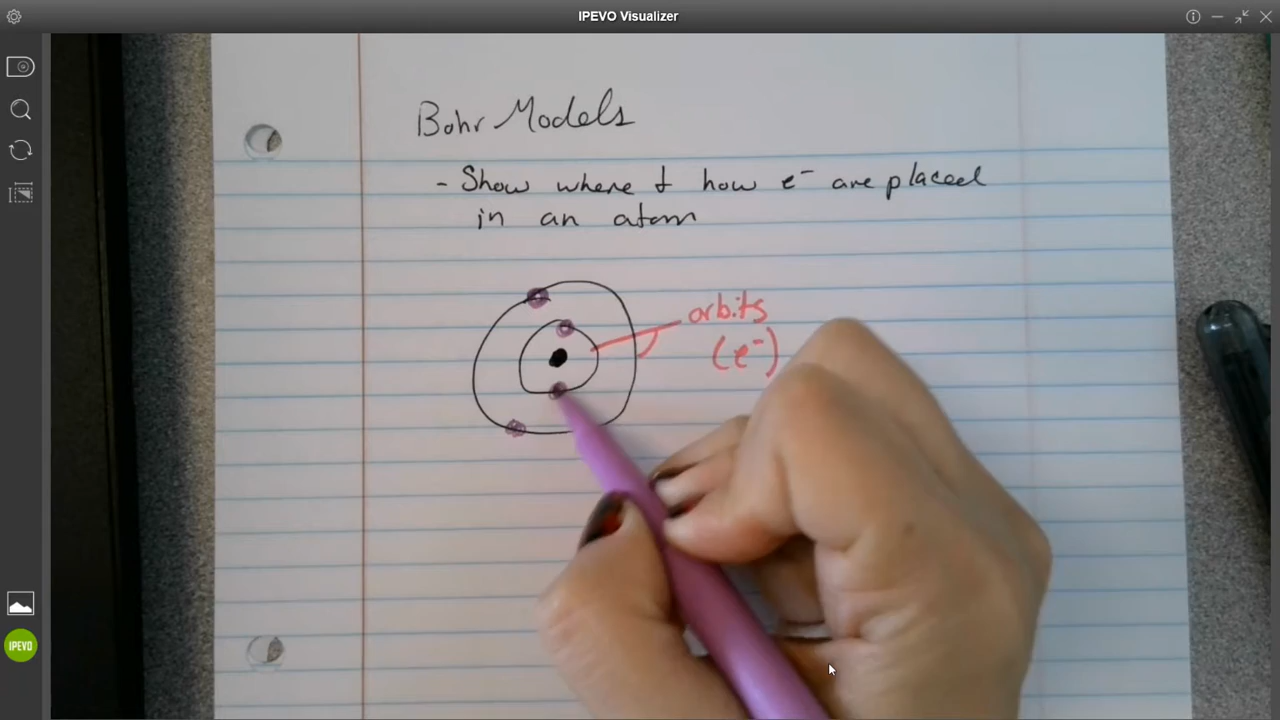 IPEVO Visualizer
Bohr Models
- Show where & how e⁻ are placed
in an atom
orbits
(e⁻)
IPEVO